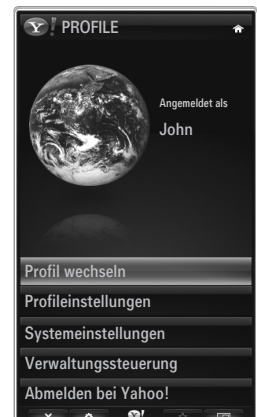 Y! PROFILE
Angemeldet als
John
Profil wechseln
Profileinstellungen
Systemeinstellungen
Verwaltungssteuerung
Abmelden bei Yahoo!
Y!